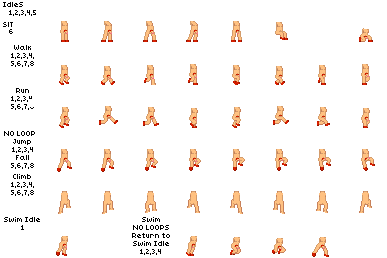 IdleS
1,2,3,4,5
SIT
6
Walk
1,2,3,4,
5,6,7,8
Run
1,2,3,4
5,6,7,
NO LOOP
Jump
1,2,3,4
Fall
5,6,7,8
Climb
1,2,3,4,
5,6,7,8
Swim Idle
1
Swim
NO LOOPS
Return to
Swim Idle
1,2,3,4